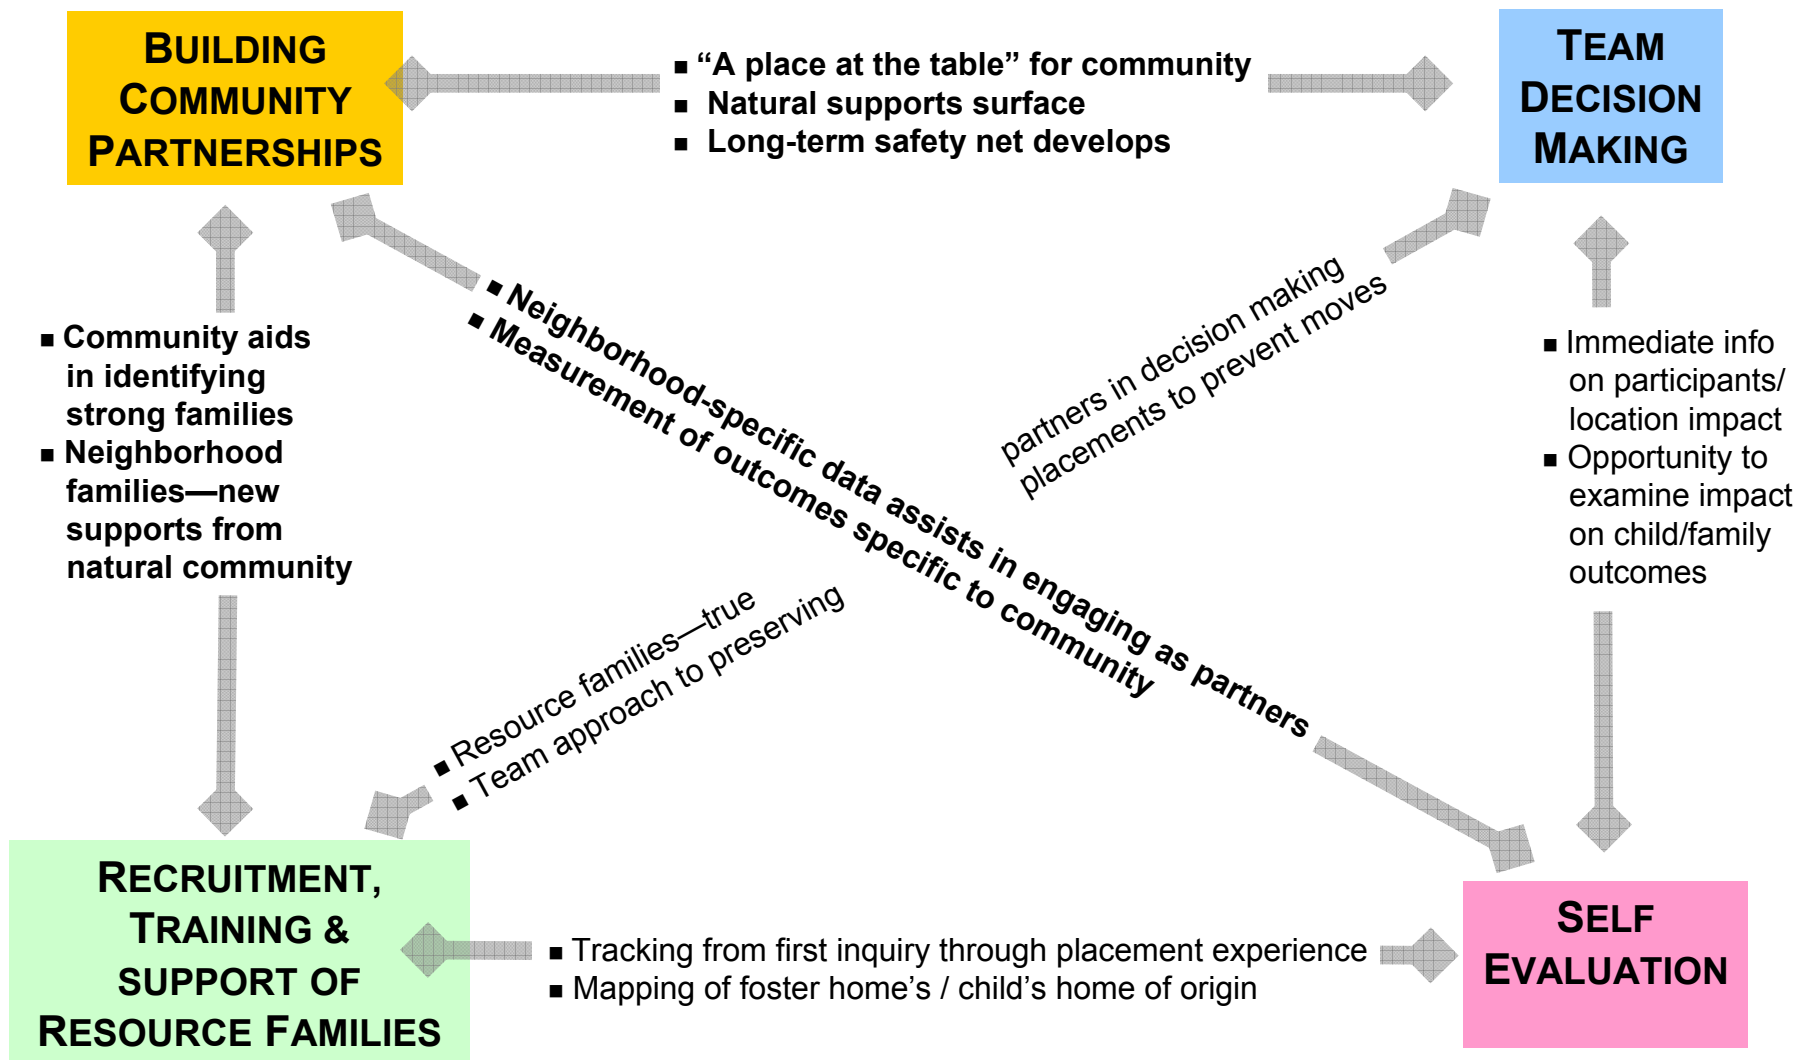 BUILDING
COMMUNITY
PARTNERSHIPS
■ “A place at the table” for community
■ Natural supports surface
■ Long-term safety net develops
TEAM
DECISION
MAKING
■ Community aids
in identifying
strong families
■ Neighborhood
families—new
supports from
natural community
■ Neighborhood-specific data assists in engaging as partners
■ Measurement of outcomes specific to community
■ Resource families—true partners in decision making
■ Team approach to preserving placements to prevent moves
■ Immediate info
on participants/
location impact
■ Opportunity to
examine impact
on child/family
outcomes
RECRUITMENT,
TRAINING &
SUPPORT OF
RESOURCE FAMILIES
■ Tracking from first inquiry through placement experience
■ Mapping of foster home’s / child’s home of origin
SELF
EVALUATION